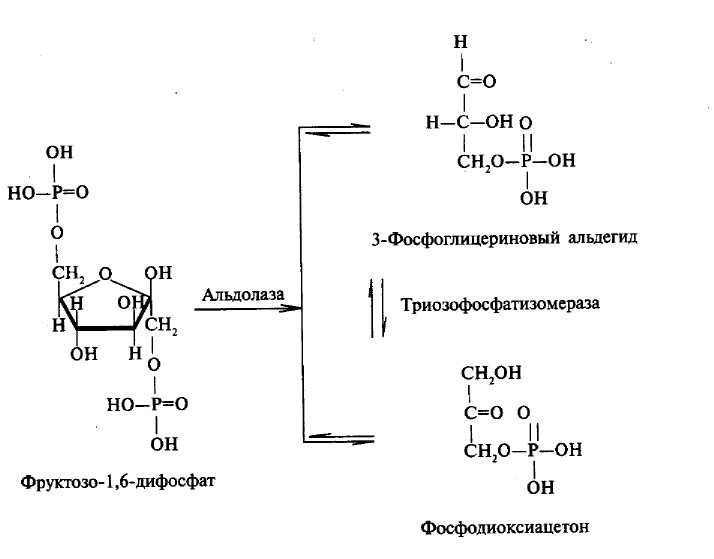 H
C=O
H–C–OH O
CH₂O–P–OH
OH
3-Фосфоглицериновый альдегид
OH
HO–P=O
O
CH₂ O OH
H OH
H CH₂
OH H
O
HO–P=O
OH
Фруктозо-1,6-дифосфат
Альдолаза
Триозофосфатизомераза
CH₂OH
C=O O
CH₂O–P–OH
OH
Фосфодиоксиацетон